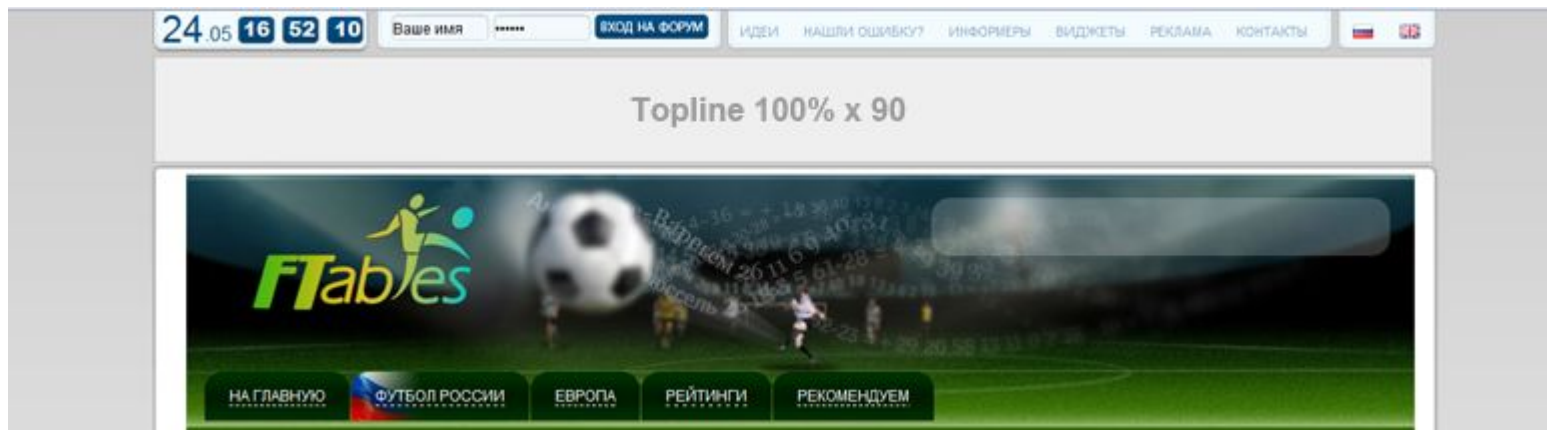 24.05 16 52 10 Ваше имя •••••• ВХОД НА ФОРУМ ИДЕИ НАШЛИ ОШИБКУ? ИНФОРМЕРЫ ВИДЖЕТЫ РЕКЛАМА КОНТАКТЫ
Topline 100% x 90
FTables
НА ГЛАВНУЮ ФУТБОЛ РОССИИ ЕВРОПА РЕЙТИНГИ РЕКОМЕНДУЕМ